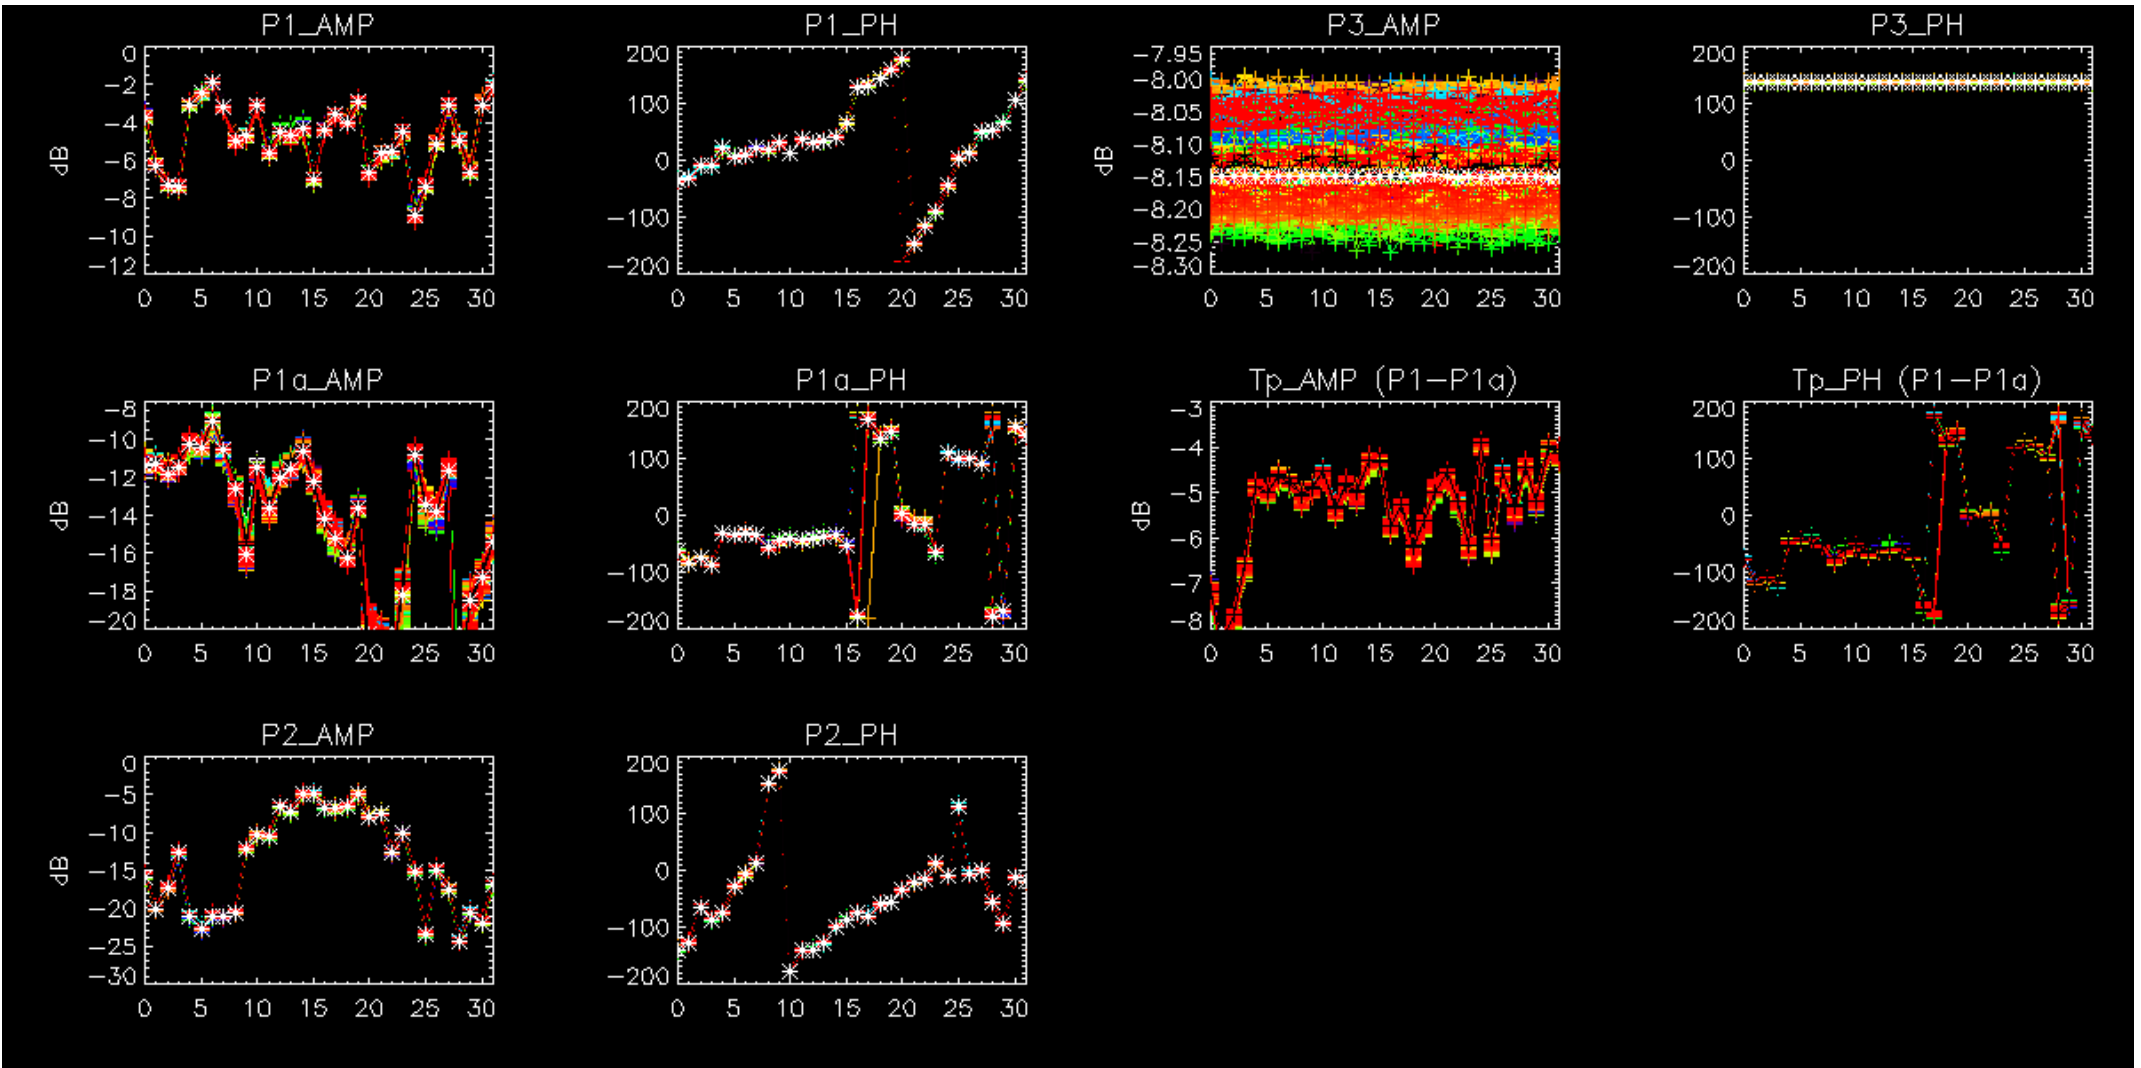 P1_AMP
0
−2
−4
−6
−8
−10
−12
dB
0 5 10 15 20 25 30
P1_PH
200
100
0
−100
−200
0 5 10 15 20 25 30
P3_AMP
−7.95
−8.00
−8.05
−8.10
−8.15
−8.20
−8.25
−8.30
dB
0 5 10 15 20 25 30
P3_PH
200
100
0
−100
−200
0 5 10 15 20 25 30
P1a_AMP
−8
−10
−12
−14
−16
−18
−20
dB
0 5 10 15 20 25 30
P1a_PH
200
100
0
−100
−200
0 5 10 15 20 25 30
Tp_AMP (P1−P1a)
−3
−4
−5
−6
−7
−8
dB
0 5 10 15 20 25 30
Tp_PH (P1−P1a)
200
100
0
−100
−200
0 5 10 15 20 25 30
P2_AMP
0
−5
−10
−15
−20
−25
−30
dB
0 5 10 15 20 25 30
P2_PH
200
100
0
−100
−200
0 5 10 15 20 25 30